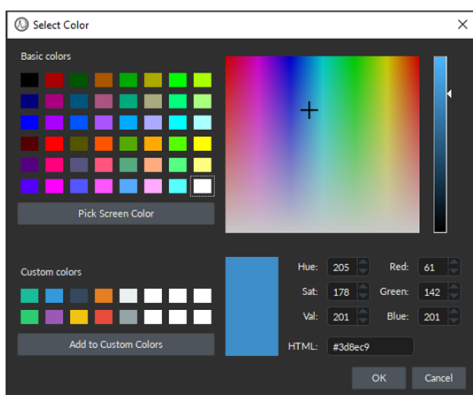 Select Color
Basic colors
Pick Screen Color
Custom colors
Add to Custom Colors
Hue: 205 Red: 61
Sat: 178 Green: 142
Val: 201 Blue: 201
HTML: #3d8ec9
OK Cancel